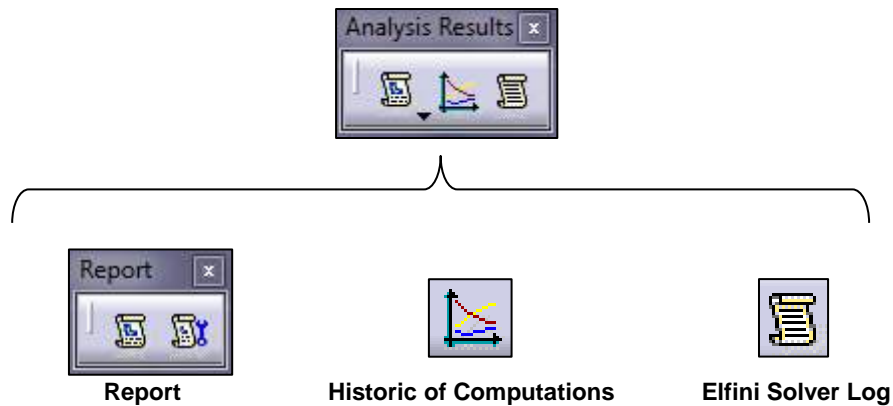 Analysis Results
Report
Report
Historic of Computations
Elfini Solver Log